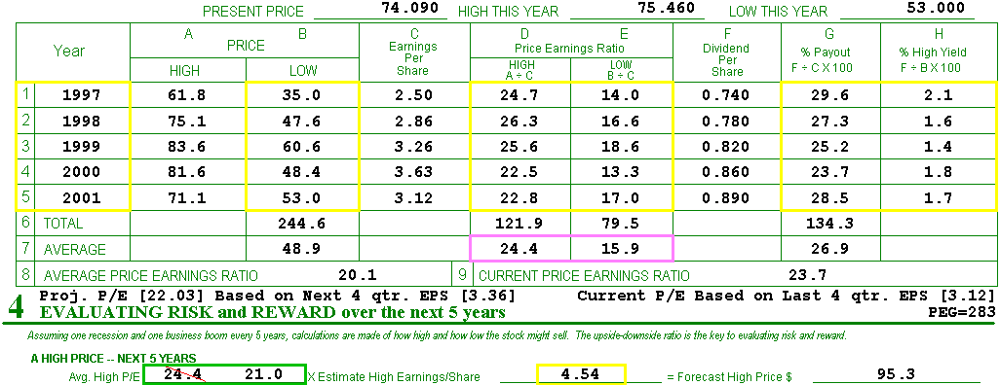 PRESENT PRICE 74.090 HIGH THIS YEAR 75.460 LOW THIS YEAR 53.000
Year A PRICE B C Earnings Per Share D Price Earnings Ratio E F Dividend Per Share G % Payout F ÷ C X 100 H % High Yield F ÷ B X 100
HIGH LOW HIGH A ÷ C LOW B ÷ C
1 1997 61.8 35.0 2.50 24.7 14.0 0.740 29.6 2.1
2 1998 75.1 47.6 2.86 26.3 16.6 0.780 27.3 1.6
3 1999 83.6 60.6 3.26 25.6 18.6 0.820 25.2 1.4
4 2000 81.6 48.4 3.63 22.5 13.3 0.860 23.7 1.8
5 2001 71.1 53.0 3.12 22.8 17.0 0.890 28.5 1.7
6 TOTAL 244.6 121.9 79.5 134.3
7 AVERAGE 48.9 24.4 15.9 26.9
8 AVERAGE PRICE EARNINGS RATIO 20.1 9 CURRENT PRICE EARNINGS RATIO 23.7
Proj. P/E [22.03] Based on Next 4 qtr. EPS [3.36] Current P/E Based on Last 4 qtr. EPS [3.12]
4 EVALUATING RISK and REWARD over the next 5 years PEG=283
Assuming one recession and one business boom every 5 years, calculations are made of how high and how low the stock might sell. The upside-downside ratio is the key to evaluating risk and reward.
A HIGH PRICE -- NEXT 5 YEARS
Avg. High P/E 24.4 21.0 X Estimate High Earnings/Share 4.54 = Forecast High Price $ 95.3